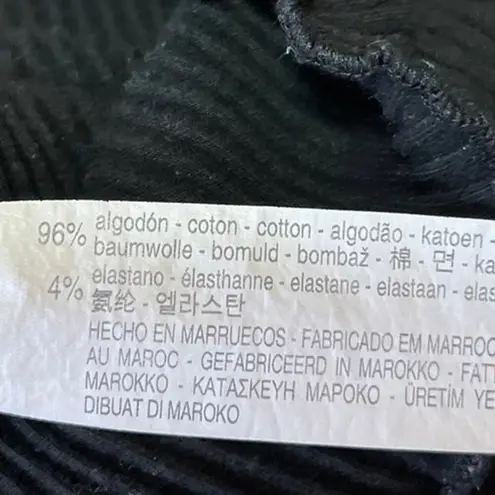 96% algodón - coton - cotton - algodão - katoen -
baumwolle - bomuld - bombaž - 棉 - 면 - ka
4% elastano - élasthanne - elastane - elastaan - elas
氨纶 - 엘라스탄
HECHO EN MARRUECOS - FABRICADO EM MARROC
AU MAROC - GEFABRICEERD IN MAROKKO - FATT
MAROKKO - ΚΑΤΑΣΚΕΥΗ ΜΑΡΟΚΟ - ÜRETİM YE
DIBUAT DI MAROKO